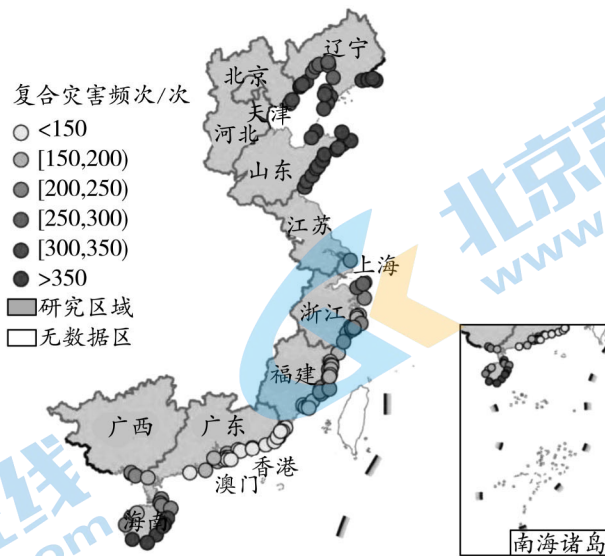 复合灾害频次/次
<150
[150,200)
[200,250)
[250,300)
[300,350)
>350
研究区域
无数据区
辽宁
北京
天津
河北
山东
江苏
上海
浙江
福建
广西
广东
香港
澳门
海南
南海诸岛
北京
www.